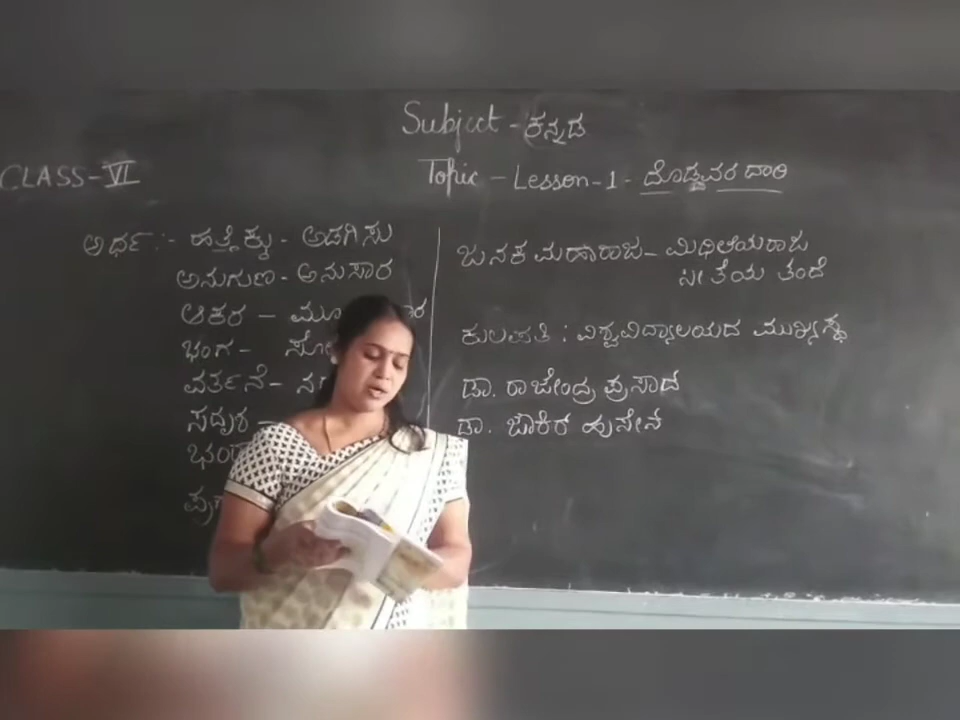 Subject - ಕನ್ನಡ
CLASS-VI
Topic - Lesson-1 - ದೊಡ್ಡವರ ದಾರಿ
ಅರ್ಥ :- ಹತ್ತಿಕ್ಕು - ಅಡಗಿಸು
ಅನುಗುಣ - ಅನುಸಾರ
ಆಕರ -
ಭಂಗ -
ವರ್ತನೆ -
ಸದೃಶ -
ಜನಕ ಮಹಾರಾಜ - ಮಿಥಿಲೆಯ ರಾಜ
ಸೀತೆಯ ತಂದೆ
ಕುಲಪತಿ : ವಿಶ್ವವಿದ್ಯಾಲಯದ ಮುಖ್ಯಸ್ಥ
ಡಾ. ರಾಜೇಂದ್ರ ಪ್ರಸಾದ
ಡಾ. ಜಾಕಿರ ಹುಸೇನ